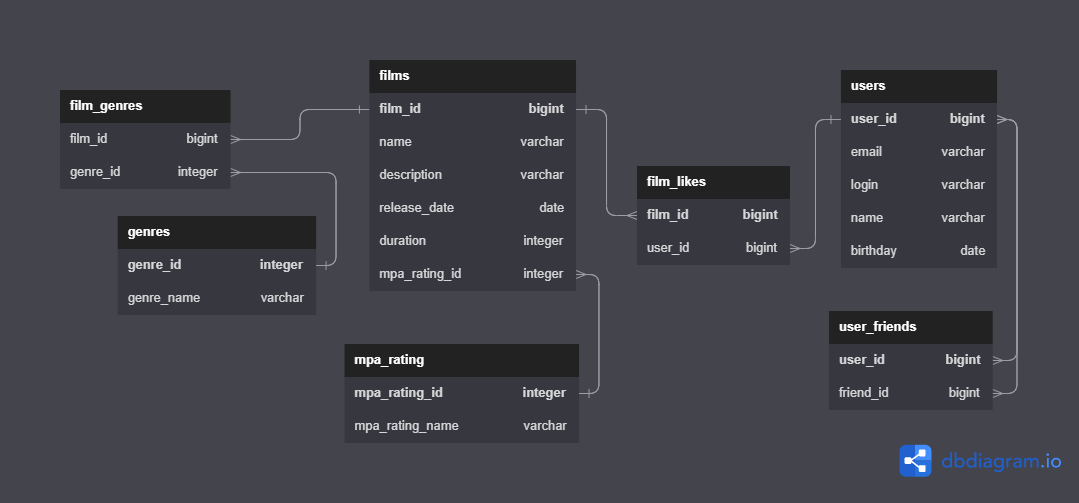 film_genres
film_id bigint
genre_id integer
genres
genre_id integer
genre_name varchar
films
film_id bigint
name varchar
description varchar
release_date date
duration integer
mpa_rating_id integer
mpa_rating
mpa_rating_id integer
mpa_rating_name varchar
film_likes
film_id bigint
user_id bigint
users
user_id bigint
email varchar
login varchar
name varchar
birthday date
user_friends
user_id bigint
friend_id bigint
dbdiagram.io